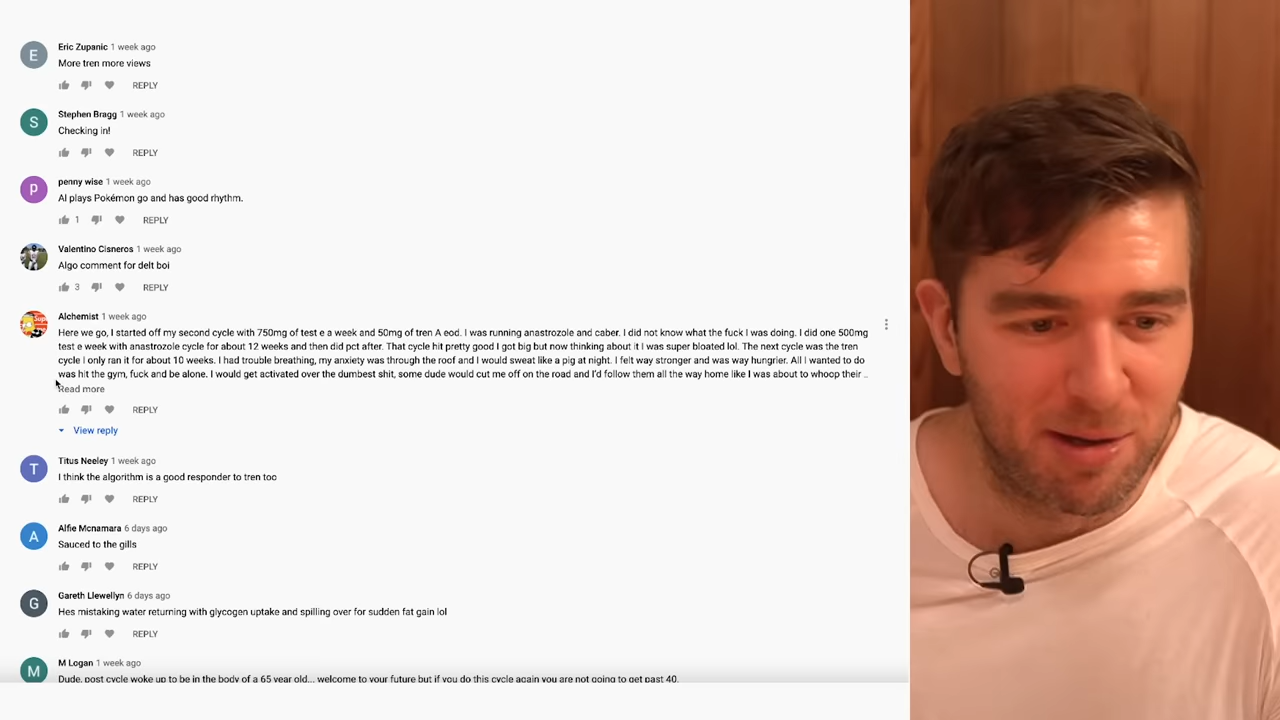 E
Eric Zupanic 1 week ago
More tren more views
REPLY
S
Stephen Bragg 1 week ago
Checking in!
REPLY
p
penny wise 1 week ago
Al plays Pokémon go and has good rhythm.
1 REPLY
Valentino Cisneros 1 week ago
Algo comment for delt boi
3 REPLY
Alchemist 1 week ago
Here we go, I started off my second cycle with 750mg of test e a week and 50mg of tren A eod. I was running anastrozole and caber. I did not know what the fuck I was doing. I did one 500mg
test e week with anastrozole cycle for about 12 weeks and then did pct after. That cycle hit pretty good I got big but now thinking about it I was super bloated lol. The next cycle was the tren
cycle I only ran it for about 10 weeks. I had trouble breathing, my anxiety was through the roof and I would sweat like a pig at night. I felt way stronger and was way hungrier. All I wanted to do
was hit the gym, fuck and be alone. I would get activated over the dumbest shit, some dude would cut me off on the road and I'd follow them all the way home like I was about to whoop their ..
Read more
REPLY
View reply
T
Titus Neeley 1 week ago
I think the algorithm is a good responder to tren too
REPLY
A
Alfie Mcnamara 6 days ago
Sauced to the gills
REPLY
G
Gareth Llewellyn 6 days ago
Hes mistaking water returning with glycogen uptake and spilling over for sudden fat gain lol
REPLY
M
M Logan 1 week ago
Dude, post cycle woke up to be in the body of a 65 year old... welcome to your future but if you do this cycle again you are not going to get past 40.